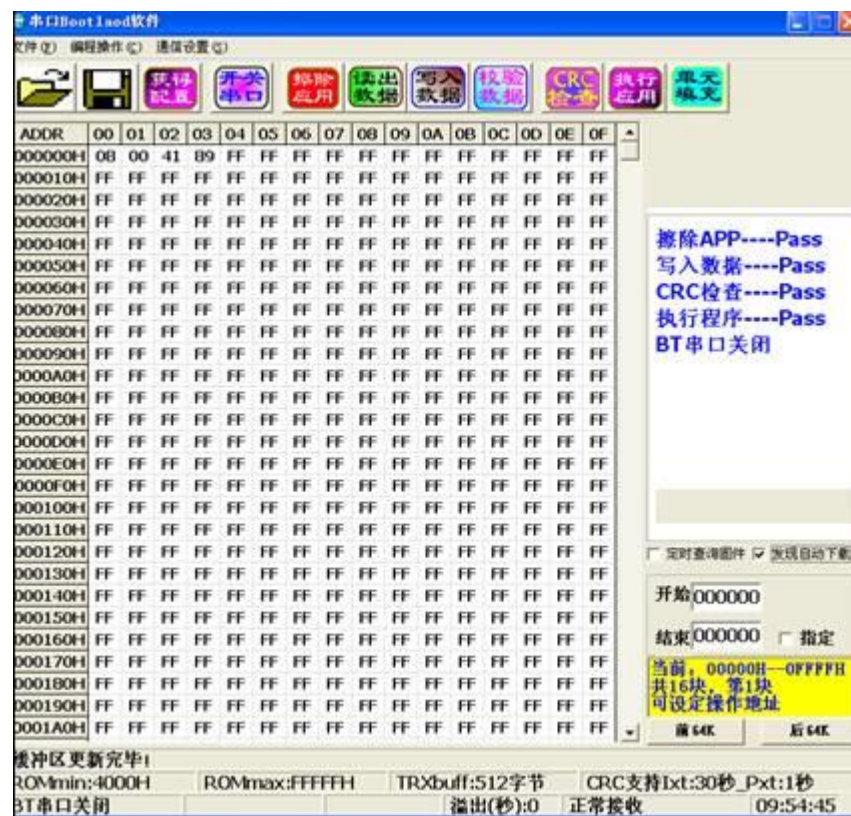 串口Boot1aod软件
文件(F) 编程操作(C) 通信设置(Q)
获得配置 开关串口 擦除应用 读出数据 写入数据 校验数据 CRC检查 执行应用 单元填充
ADDR 00 01 02 03 04 05 06 07 08 09 0A 0B 0C 0D 0E 0F
000000H 08 00 41 89 FF FF FF FF FF FF FF FF FF FF FF FF
000010H FF FF FF FF FF FF FF FF FF FF FF FF FF FF FF FF
000020H FF FF FF FF FF FF FF FF FF FF FF FF FF FF FF FF
000030H FF FF FF FF FF FF FF FF FF FF FF FF FF FF FF FF
000040H FF FF FF FF FF FF FF FF FF FF FF FF FF FF FF FF
000050H FF FF FF FF FF FF FF FF FF FF FF FF FF FF FF FF
000060H FF FF FF FF FF FF FF FF FF FF FF FF FF FF FF FF
000070H FF FF FF FF FF FF FF FF FF FF FF FF FF FF FF FF
000080H FF FF FF FF FF FF FF FF FF FF FF FF FF FF FF FF
000090H FF FF FF FF FF FF FF FF FF FF FF FF FF FF FF FF
0000A0H FF FF FF FF FF FF FF FF FF FF FF FF FF FF FF FF
0000B0H FF FF FF FF FF FF FF FF FF FF FF FF FF FF FF FF
0000C0H FF FF FF FF FF FF FF FF FF FF FF FF FF FF FF FF
0000D0H FF FF FF FF FF FF FF FF FF FF FF FF FF FF FF FF
0000E0H FF FF FF FF FF FF FF FF FF FF FF FF FF FF FF FF
0000F0H FF FF FF FF FF FF FF FF FF FF FF FF FF FF FF FF
000100H FF FF FF FF FF FF FF FF FF FF FF FF FF FF FF FF
000110H FF FF FF FF FF FF FF FF FF FF FF FF FF FF FF FF
000120H FF FF FF FF FF FF FF FF FF FF FF FF FF FF FF FF
000130H FF FF FF FF FF FF FF FF FF FF FF FF FF FF FF FF
000140H FF FF FF FF FF FF FF FF FF FF FF FF FF FF FF FF
000150H FF FF FF FF FF FF FF FF FF FF FF FF FF FF FF FF
000160H FF FF FF FF FF FF FF FF FF FF FF FF FF FF FF FF
000170H FF FF FF FF FF FF FF FF FF FF FF FF FF FF FF FF
000180H FF FF FF FF FF FF FF FF FF FF FF FF FF FF FF FF
000190H FF FF FF FF FF FF FF FF FF FF FF FF FF FF FF FF
0001A0H FF FF FF FF FF FF FF FF FF FF FF FF FF FF FF FF
擦除APP----Pass
写入数据----Pass
CRC检查----Pass
执行程序----Pass
BT串口关闭
定时查询固件 发现自动下载
开始 000000
结束 000000 指定
当前，00000H--0FFFFH
共16块，第1块
可设定操作地址
前64K 后64K
缓冲区更新完毕!
ROMmin:4000H ROMmax:FFFFFH TRXbuff:512字节 CRC支持Ixt:30秒_Pxt:1秒
BT串口关闭 溢出(秒):0 正常接收 09:54:45